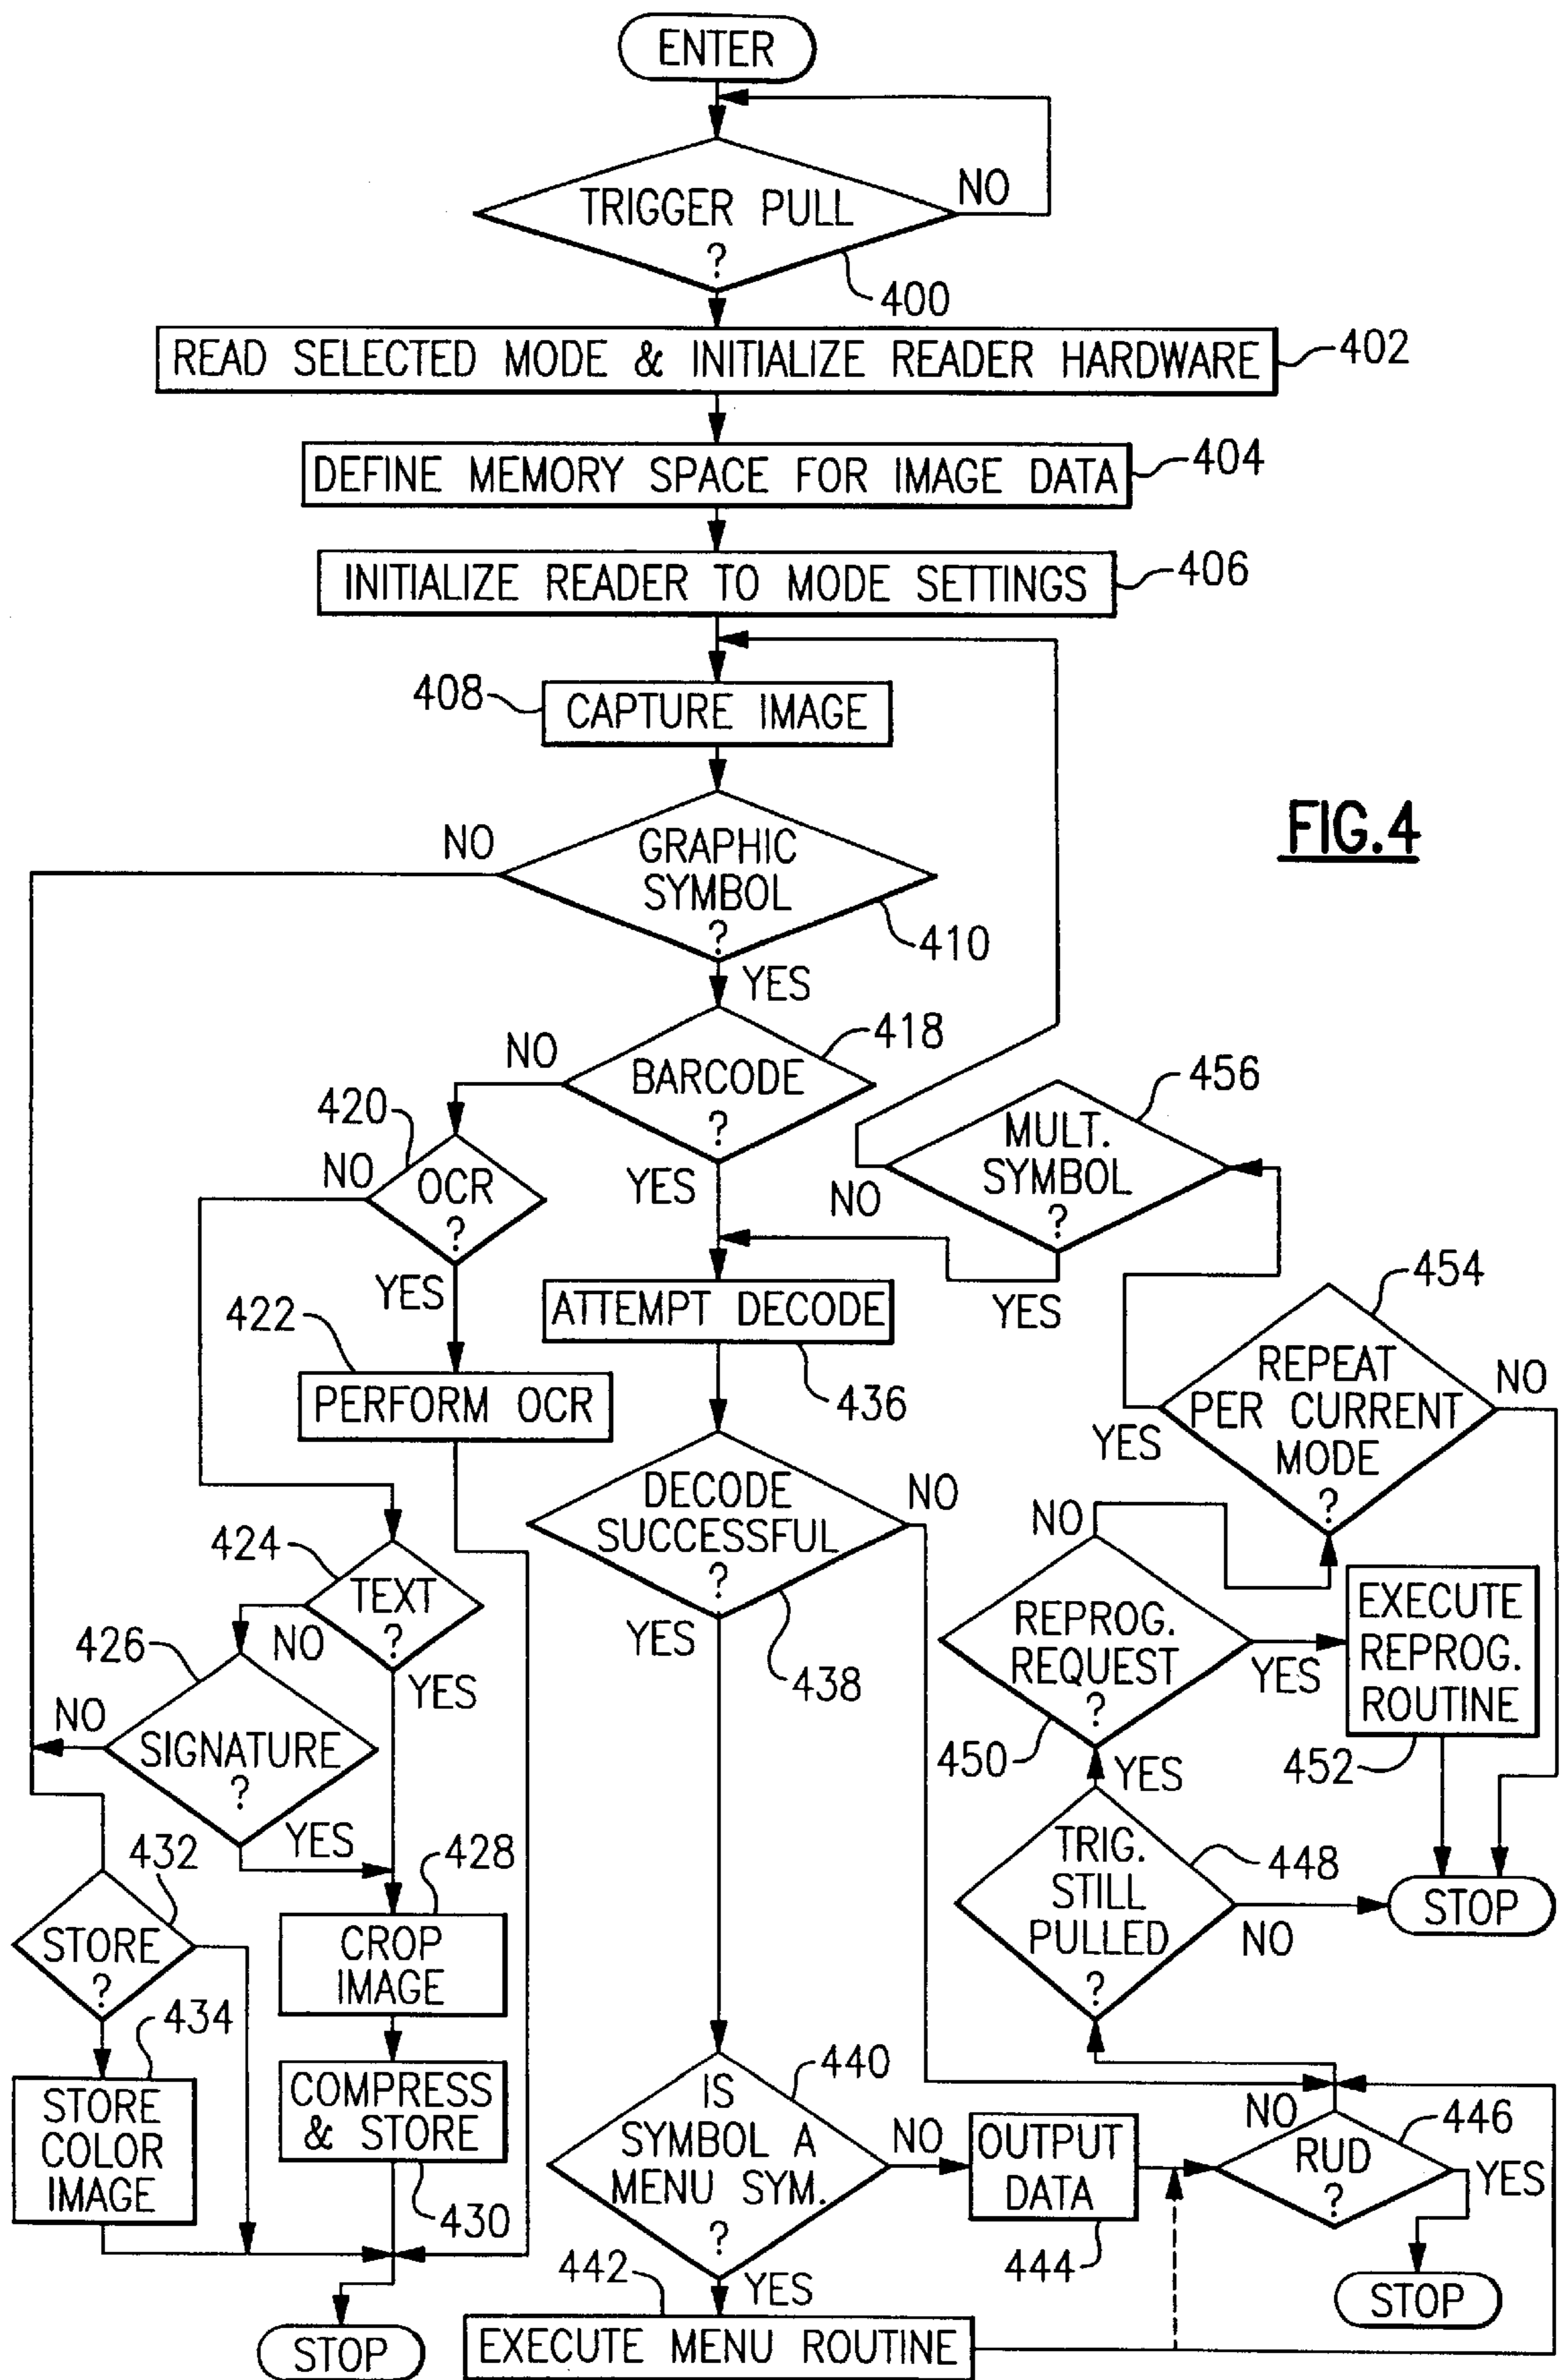 ENTER
TRIGGER PULL
?
NO
400
READ SELECTED MODE & INITIALIZE READER HARDWARE
402
DEFINE MEMORY SPACE FOR IMAGE DATA
404
INITIALIZE READER TO MODE SETTINGS
406
408
CAPTURE IMAGE
FIG.4
NO
GRAPHIC
SYMBOL
?
410
YES
418
NO
BARCODE
?
YES
420
NO
OCR
?
YES
422
PERFORM OCR
456
MULT.
SYMBOL
?
NO
YES
ATTEMPT DECODE
436
454
REPEAT
PER CURRENT
MODE
?
NO
YES
DECODE
SUCCESSFUL
?
NO
YES
438
424
TEXT
?
NO
YES
426
NO
SIGNATURE
?
YES
NO
REPROG.
REQUEST
?
YES
450
EXECUTE
REPROG.
ROUTINE
452
YES
TRIG.
STILL
PULLED
?
448
NO
STOP
432
STORE
?
428
CROP
IMAGE
434
STORE
COLOR
IMAGE
COMPRESS
& STORE
430
STOP
440
IS
SYMBOL A
MENU SYM.
?
NO
YES
OUTPUT
DATA
444
NO
446
RUD
?
YES
STOP
442
EXECUTE MENU ROUTINE